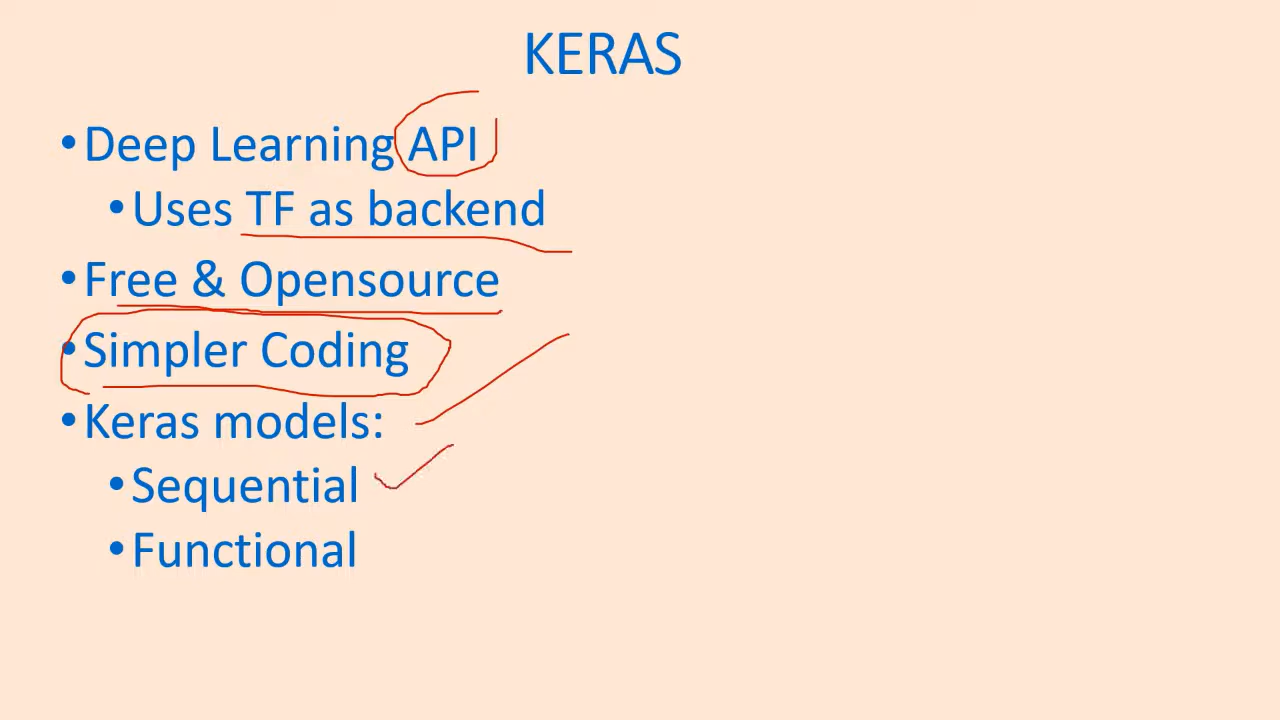 KERAS
• Deep Learning API
• Uses TF as backend
• Free & Opensource
• Simpler Coding
• Keras models:
• Sequential
• Functional